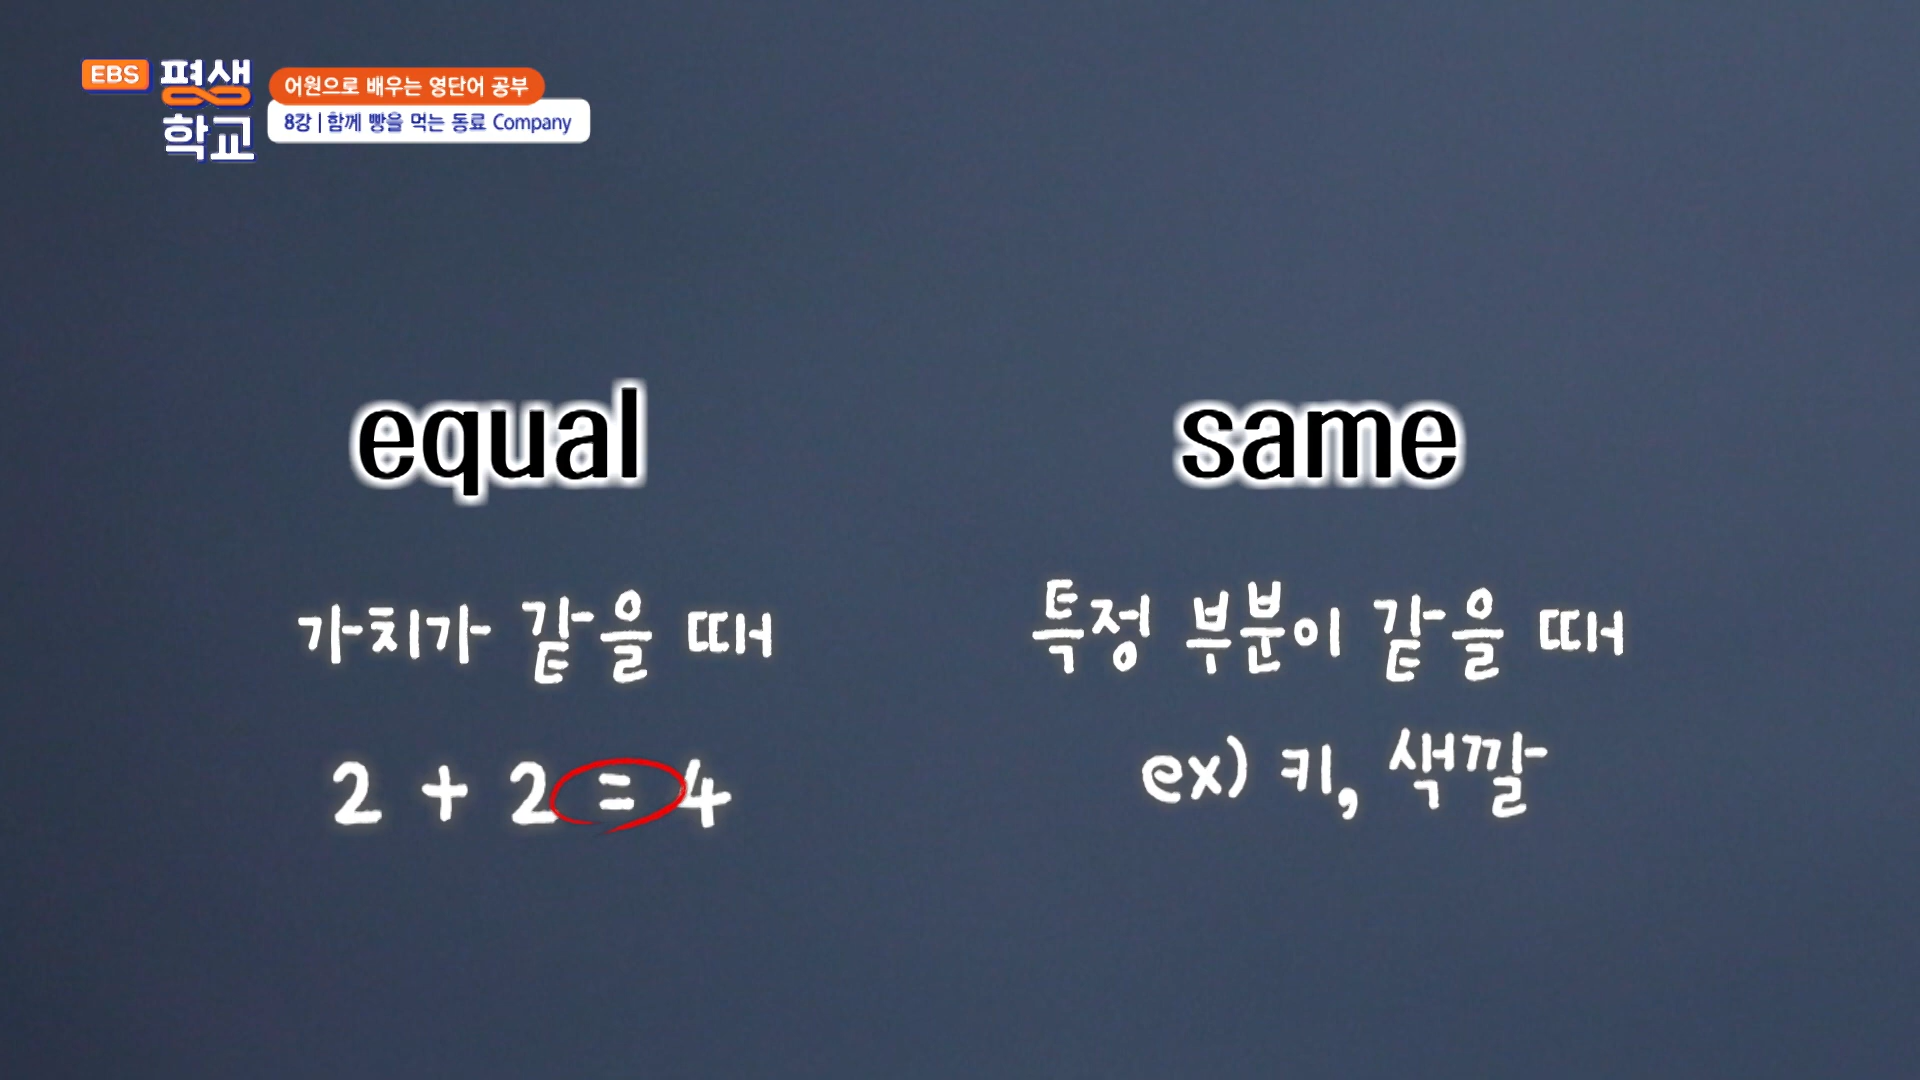 EBS 평생학교
어원으로 배우는 영단어 공부
8강 | 함께 빵을 먹는 동료 Company
equal
same
가치가 같을 때
특정 부분이 같을 때
2 + 2 = 4
ex) 키, 색깔